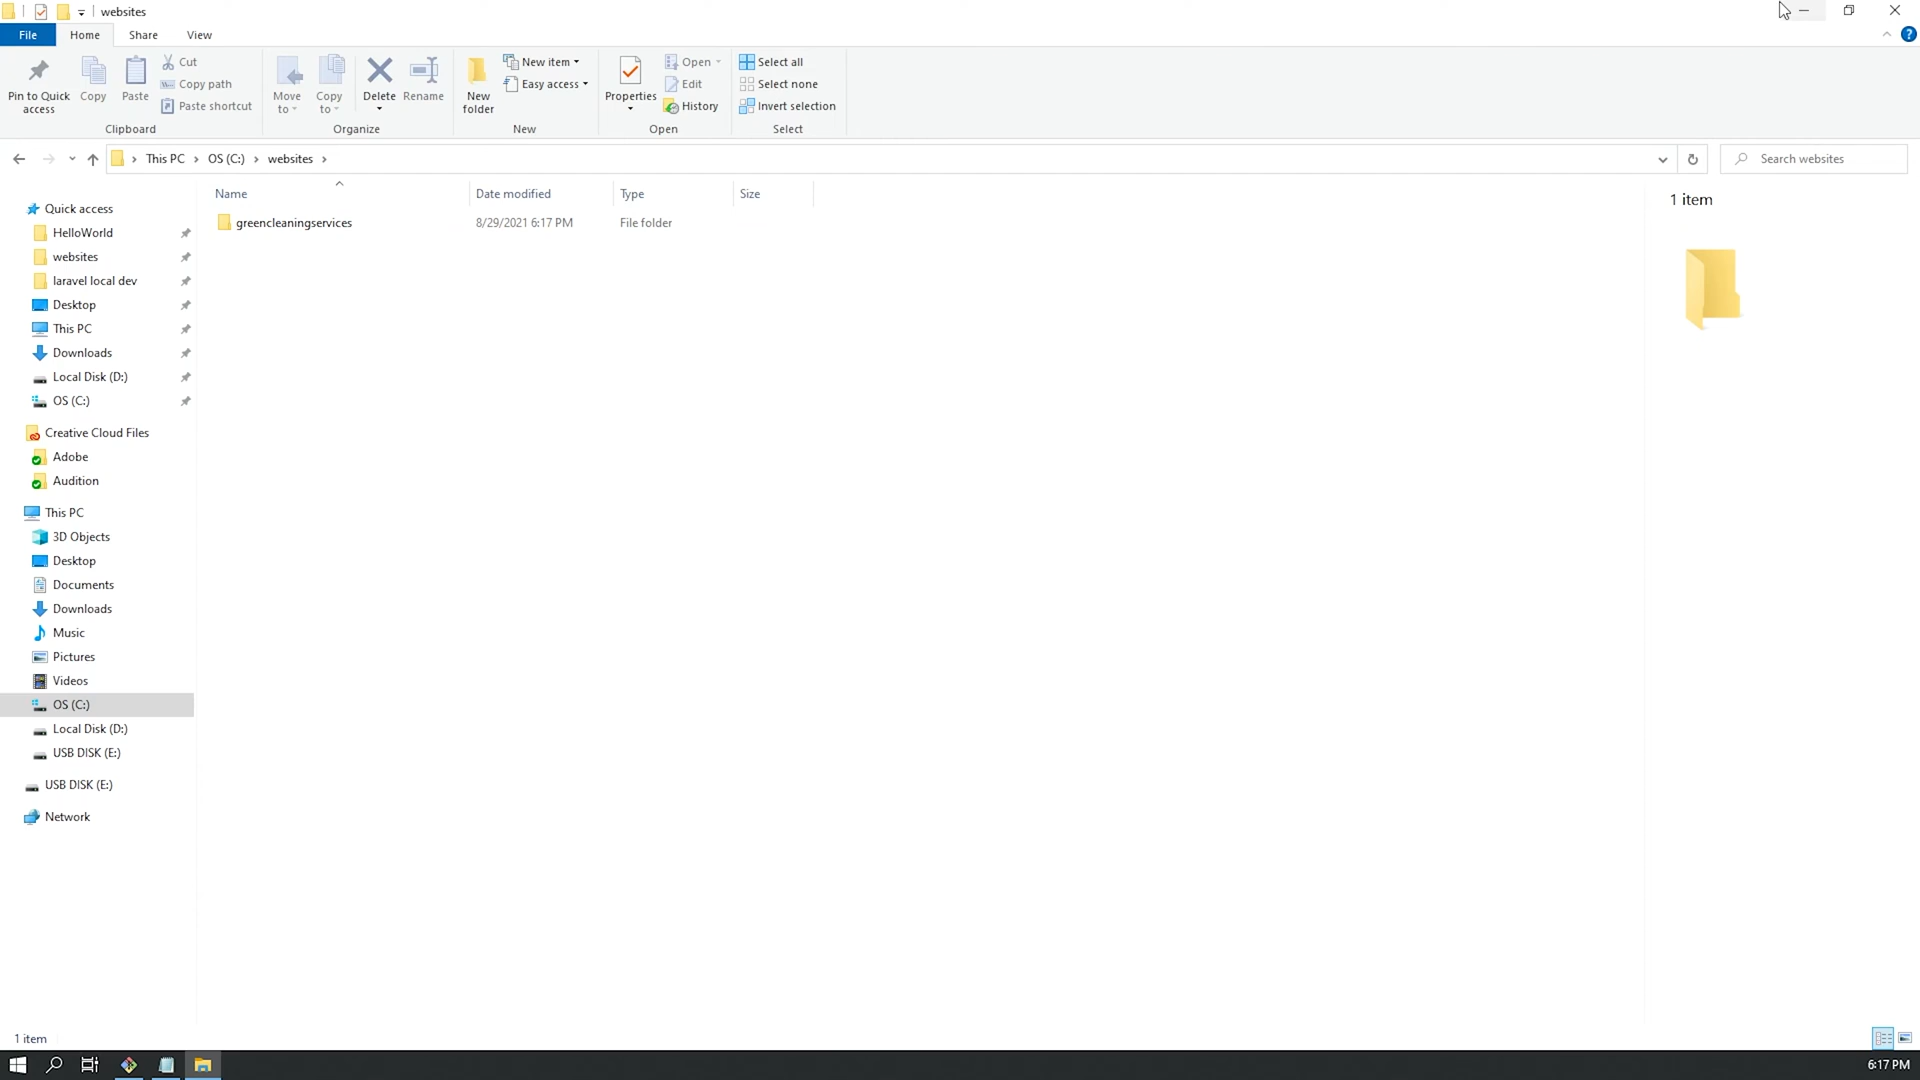 websites
File Home Share View
Pin to Quick access
Copy
Paste
Cut
Copy path
Paste shortcut
Clipboard
Move to
Copy to
Delete
Rename
Organize
New folder
New item
Easy access
New
Properties
Open
Edit
History
Open
Select all
Select none
Invert selection
Select
This PC OS (C:) websites
Search websites
Name Date modified Type Size
greencleaningservices 8/29/2021 6:17 PM File folder
1 item
Quick access
HelloWorld
websites
laravel local dev
Desktop
This PC
Downloads
Local Disk (D:)
OS (C:)
Creative Cloud Files
Adobe
Audition
This PC
3D Objects
Desktop
Documents
Downloads
Music
Pictures
Videos
OS (C:)
Local Disk (D:)
USB DISK (E:)
USB DISK (E:)
Network
1 item
6:17 PM